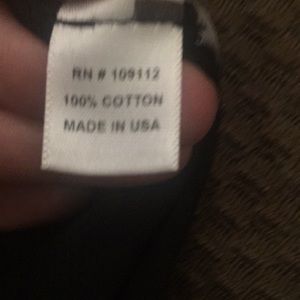 RN # 109112
100% COTTON
MADE IN USA